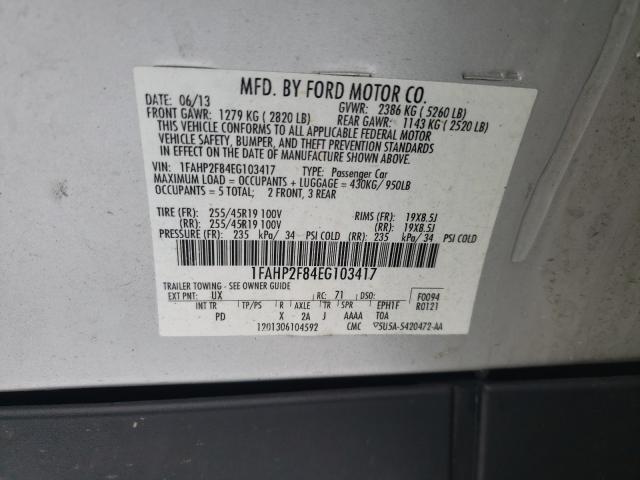 MFD. BY FORD MOTOR CO.
DATE: 06/13 GVWR: 2386 KG ( 5260 LB)
FRONT GAWR: 1279 KG ( 2820 LB) REAR GAWR: 1143 KG ( 2520 LB)
THIS VEHICLE CONFORMS TO ALL APPLICABLE FEDERAL MOTOR
VEHICLE SAFETY, BUMPER, AND THEFT PREVENTION STANDARDS
IN EFFECT ON THE DATE OF MANUFACTURE SHOWN ABOVE.
VIN: 1FAHP2F84EG103417 TYPE: Passenger Car
MAXIMUM LOAD = OCCUPANTS + LUGGAGE = 430KG/ 950LB
OCCUPANTS = 5 TOTAL; 2 FRONT, 3 REAR
TIRE (FR): 255/45R19 100V RIMS (FR): 19X8.5J
(RR): 255/45R19 100V (RR): 19X8.5J
PRESSURE (FR): 235 kPa/ 34 PSI COLD (RR): 235 kPa/ 34 PSI COLD
1FAHP2F84EG103417
TRAILER TOWING - SEE OWNER GUIDE
EXT PNT: UX RC: 71 DSO: F0094
INT TR TP/PS R AXLE TR SPR EPH1F R0121
PD X 2A J AAAA T0A
1201306104592 CMC 5U5A-5420472-AA